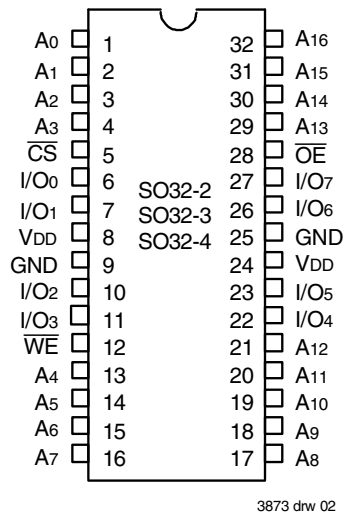 A0 1 32 A16
A1 2 31 A15
A2 3 30 A14
A3 4 29 A13
C̅S̅ 5 28 O̅E̅
I/O0 6 27 I/O7
I/O1 7 SO32-2 26 I/O6
SO32-3
VDD 8 SO32-4 25 GND
GND 9 24 VDD
I/O2 10 23 I/O5
I/O3 11 22 I/O4
W̅E̅ 12 21 A12
A4 13 20 A11
A5 14 19 A10
A6 15 18 A9
A7 16 17 A8
3873 drw 02